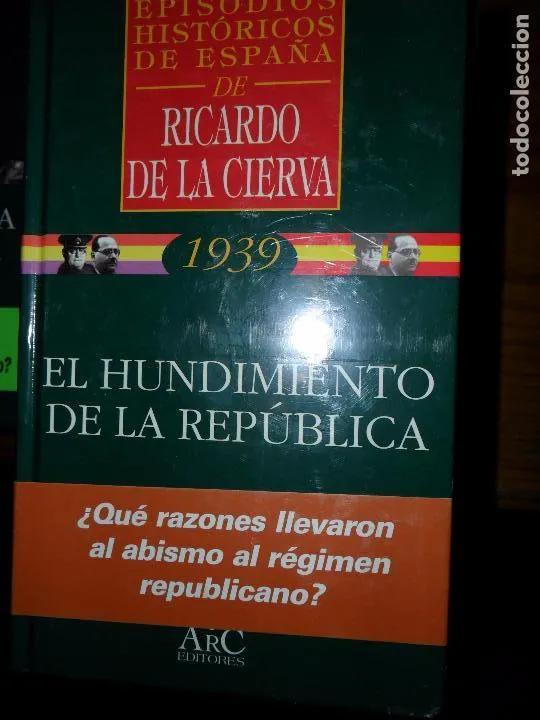 EPISODIOS
HISTÓRICOS
DE ESPAÑA
DE
RICARDO
DE LA CIERVA
1939
EL HUNDIMIENTO
DE LA REPÚBLICA
¿Qué razones llevaron
al abismo al régimen
republicano?
ARC
EDITORES
A
o?
todocoleccion